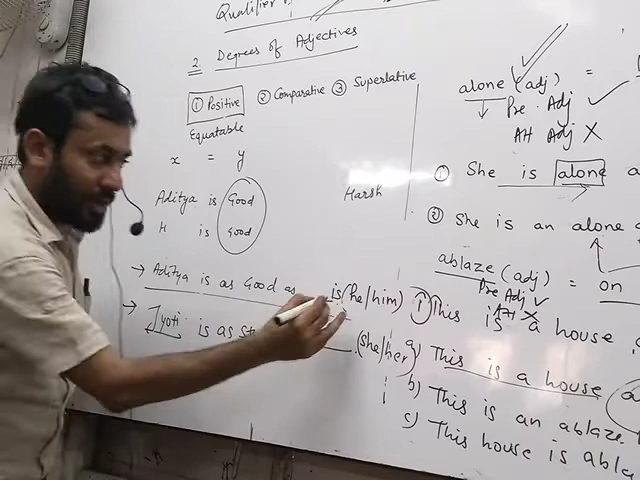 Qualifier
2. Degrees of Adjectives
① Positive ② Comparative ③ Superlative
Equatable
x = y
Aditya is Good
H is Good
Harsh
→ Aditya is as Good as is (he/him)
→ Jyoti is as (she/her)
alone (adj) =
Pre. Adj ✓
Att Adj X
① She is alone
② She is an alone
ablaze (adj) = on
Pre Adj ✓
Att X
① This is a house
a) This is a house
b) This is an ablaze
c) This house is abla